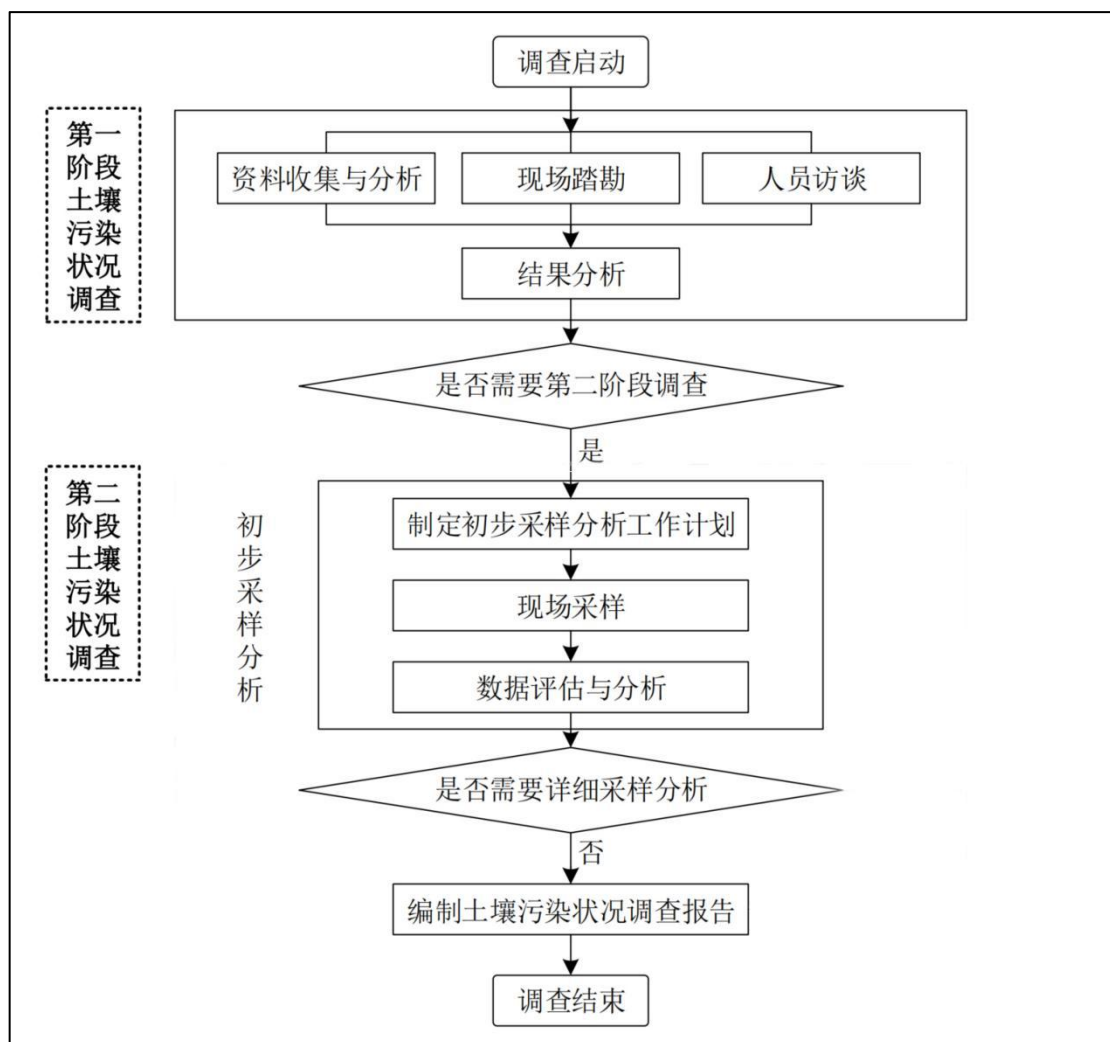 调查启动
第一
阶段
土壤
污染
状况
调查
资料收集与分析
现场踏勘
人员访谈
结果分析
是否需要第二阶段调查
是
第二
阶段
土壤
污染
状况
调查
初步采样分析
制定初步采样分析工作计划
现场采样
数据评估与分析
是否需要详细采样分析
否
编制土壤污染状况调查报告
调查结束